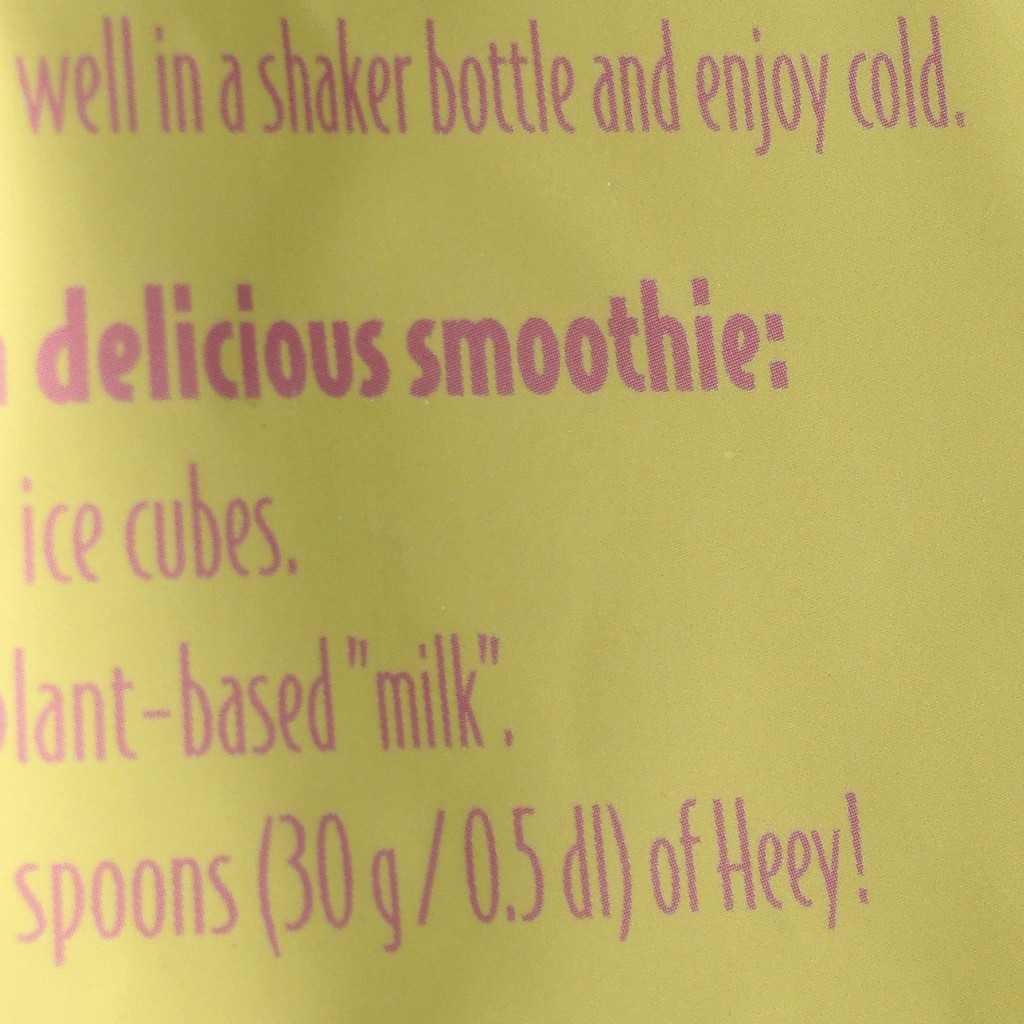 well in a shaker bottle and enjoy cold.
delicious smoothie:
ice cubes.
plant-based "milk".
spoons (30 g / 0.5 dl) of Heey!